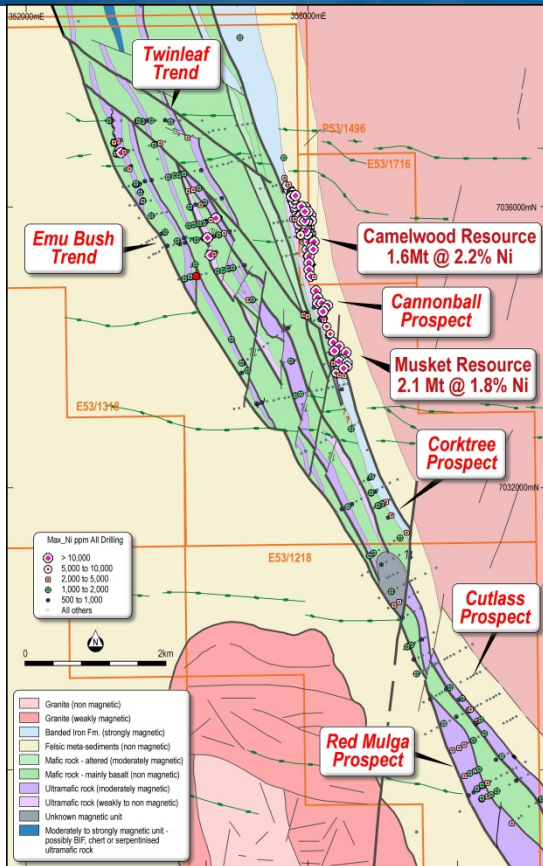 352000mE
356000mE
Twinleaf
Trend
P53/1496
E53/1716
7036000mN
Camelwood Resource
1.6Mt @ 2.2% Ni
Emu Bush
Trend
Cannonball
Prospect
Musket Resource
2.1 Mt @ 1.8% Ni
E53/1318
Corktree
Prospect
7032000mN
E53/1218
Max_Ni ppm All Drilling
> 10,000
5,000 to 10,000
2,000 to 5,000
1,000 to 2,000
500 to 1,000
All others
N
0
2km
Cutlass
Prospect
Red Mulga
Prospect
Granite (non magnetic)
Granite (weakly magnetic)
Banded Iron Fm. (strongly magnetic)
Felsic meta-sediments (non magnetic)
Mafic rock - altered (moderately magnetic)
Mafic rock - mainly basalt (non magnetic)
Ultramafic rock (moderately magnetic)
Ultramafic rock (weakly to non magnetic)
Unknown magnetic unit
Moderately to strongly magnetic unit -
possibly BIF, chert or serpentinised
ultramafic rock